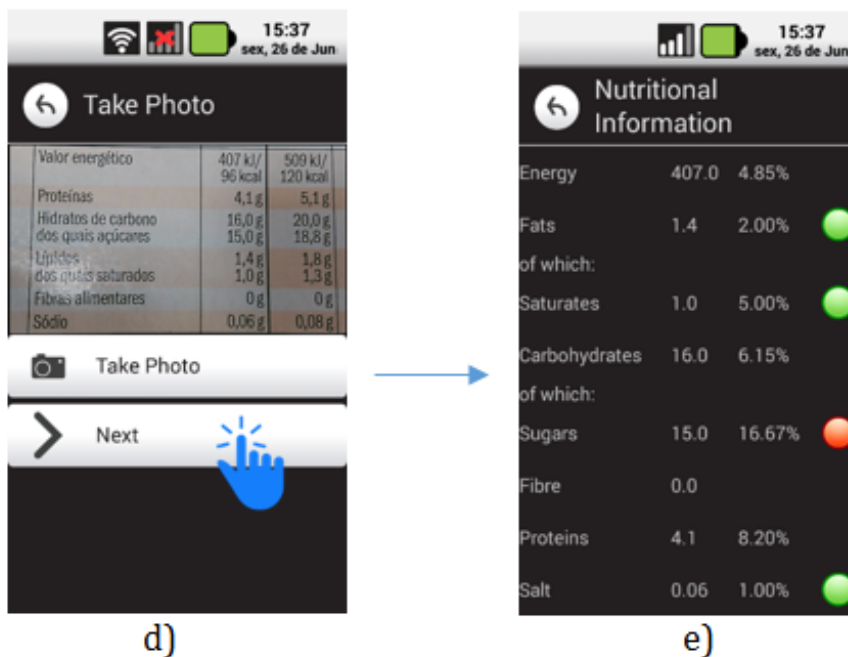 15:37
sex, 26 de Jun
Take Photo
Valor energético 407 kJ/ 509 kJ/
96 kcal 120 kcal
Proteínas 4,1 g 5,1 g
Hidratos de carbono 16,0 g 20,0 g
dos quais açúcares 15,0 g 18,8 g
Lípidos 1,4 g 1,8 g
dos quais saturados 1,0 g 1,3 g
Fibras alimentares 0 g 0 g
Sódio 0,06 g 0,08 g
Take Photo
Next
d)
15:37
sex, 26 de Jun
Nutritional
Information
Energy 407.0 4.85%
Fats 1.4 2.00%
of which:
Saturates 1.0 5.00%
Carbohydrates 16.0 6.15%
of which:
Sugars 15.0 16.67%
Fibre 0.0
Proteins 4.1 8.20%
Salt 0.06 1.00%
e)